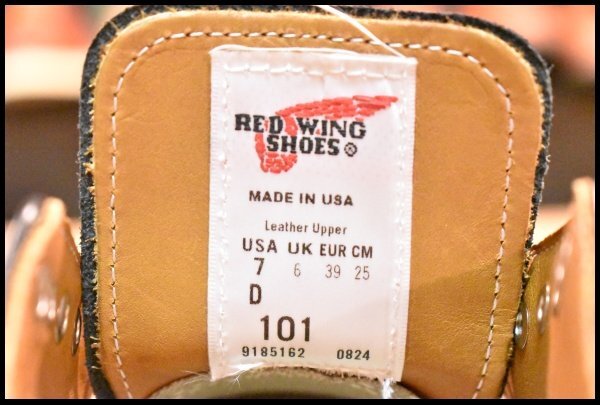 RED WING
SHOES®
MADE IN USA
Leather Upper
USA UK EUR CM
7 6 39 25
D
101
9185162 0824